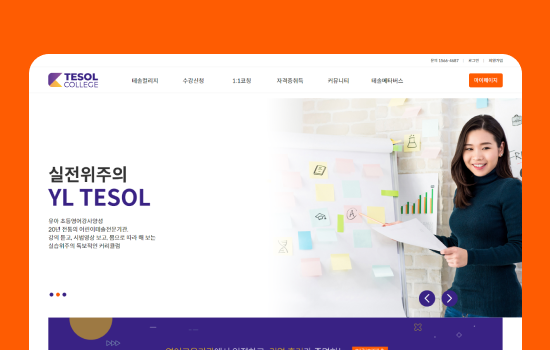 문의 1566-6687 | 로그인 | 회원가입
TESOL
COLLEGE
테솔컬리지 수강신청 1:1코칭 자격증취득 커뮤니티 테솔메타버스
마이페이지
실전위주의
YL TESOL
유아 초등영어강사양성
20년 전통의 어린이테솔전문기관
강의 듣고, 시범영상 보고, 몸으로 따라 해 보는
실습위주의 독보적인 커리큘럼